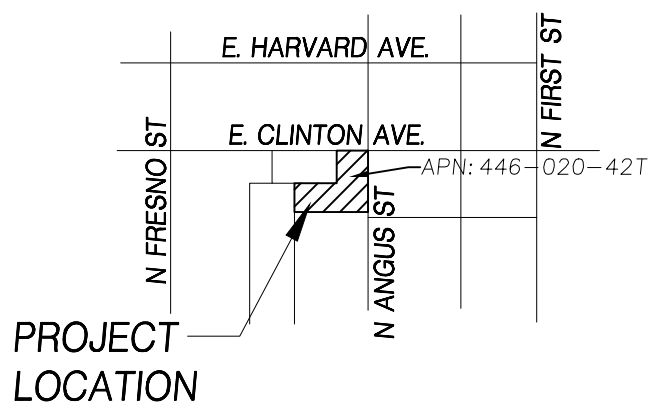 E. HARVARD AVE.
N FIRST ST
E. CLINTON AVE.
N FRESNO ST
APN: 446-020-42T
N ANGUS ST
PROJECT
LOCATION